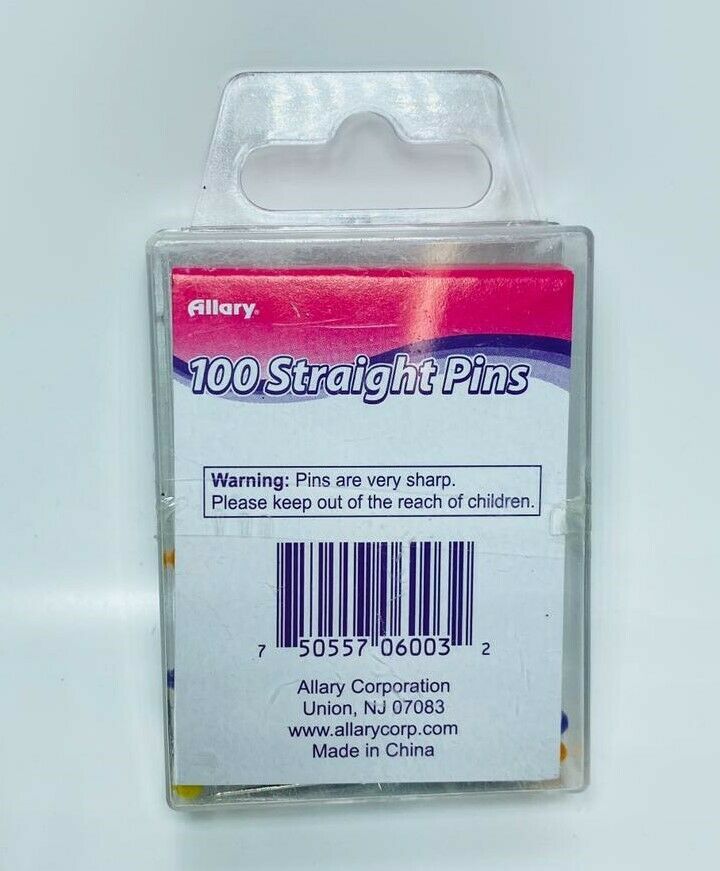 Allary®
100 Straight Pins
Warning: Pins are very sharp.
Please keep out of the reach of children.
7 50557 06003 2
Allary Corporation
Union, NJ 07083
www.allarycorp.com
Made in China